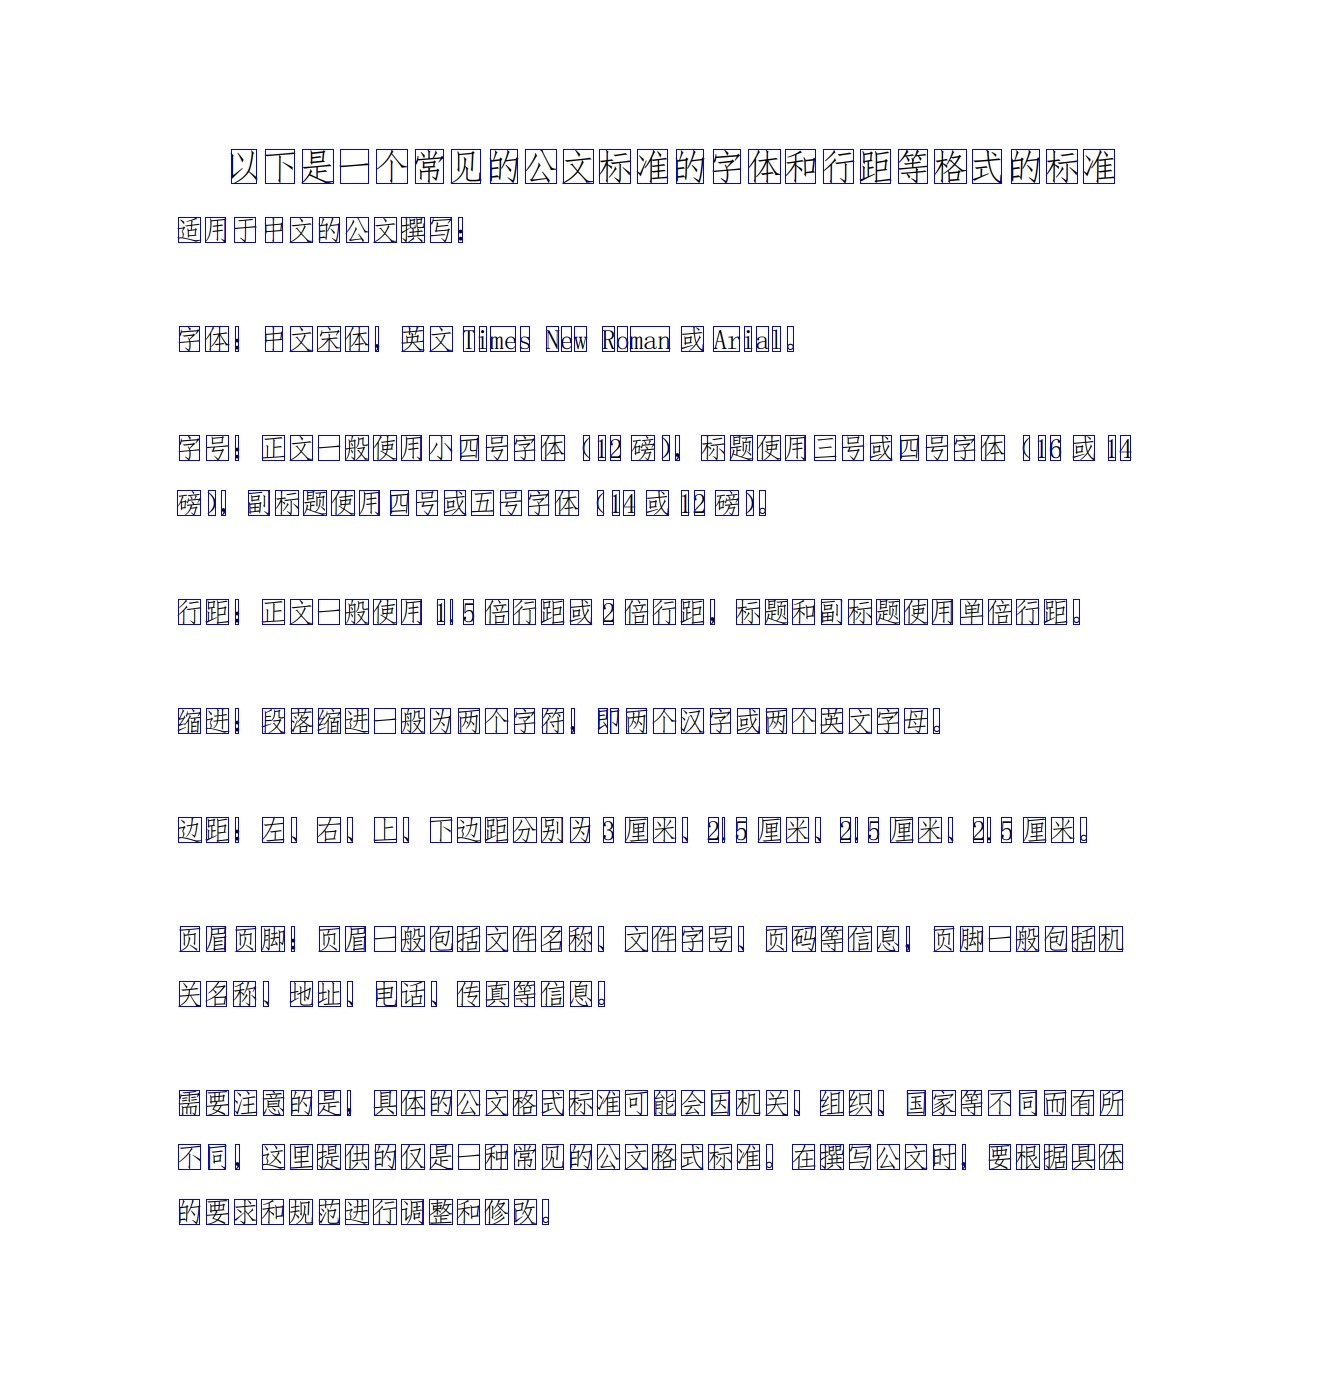 以下是一个常见的公文标准的字体和行距等格式的标准
适用于中文的公文撰写：
字体：中文宋体，英文 Times New Roman 或 Arial。
字号：正文一般使用小四号字体（12 磅），标题使用三号或四号字体（16 或 14
磅），副标题使用四号或五号字体（14 或 12 磅）。
行距：正文一般使用 1.5 倍行距或 2 倍行距，标题和副标题使用单倍行距。
缩进：段落缩进一般为两个字符，即两个汉字或两个英文字母。
边距：左、右、上、下边距分别为 3 厘米、2.5 厘米、2.5 厘米、2.5 厘米。
页眉页脚：页眉一般包括文件名称、文件字号、页码等信息，页脚一般包括机
关名称、地址、电话、传真等信息。
需要注意的是，具体的公文格式标准可能会因机关、组织、国家等不同而有所
不同，这里提供的仅是一种常见的公文格式标准。在撰写公文时，要根据具体
的要求和规范进行调整和修改。